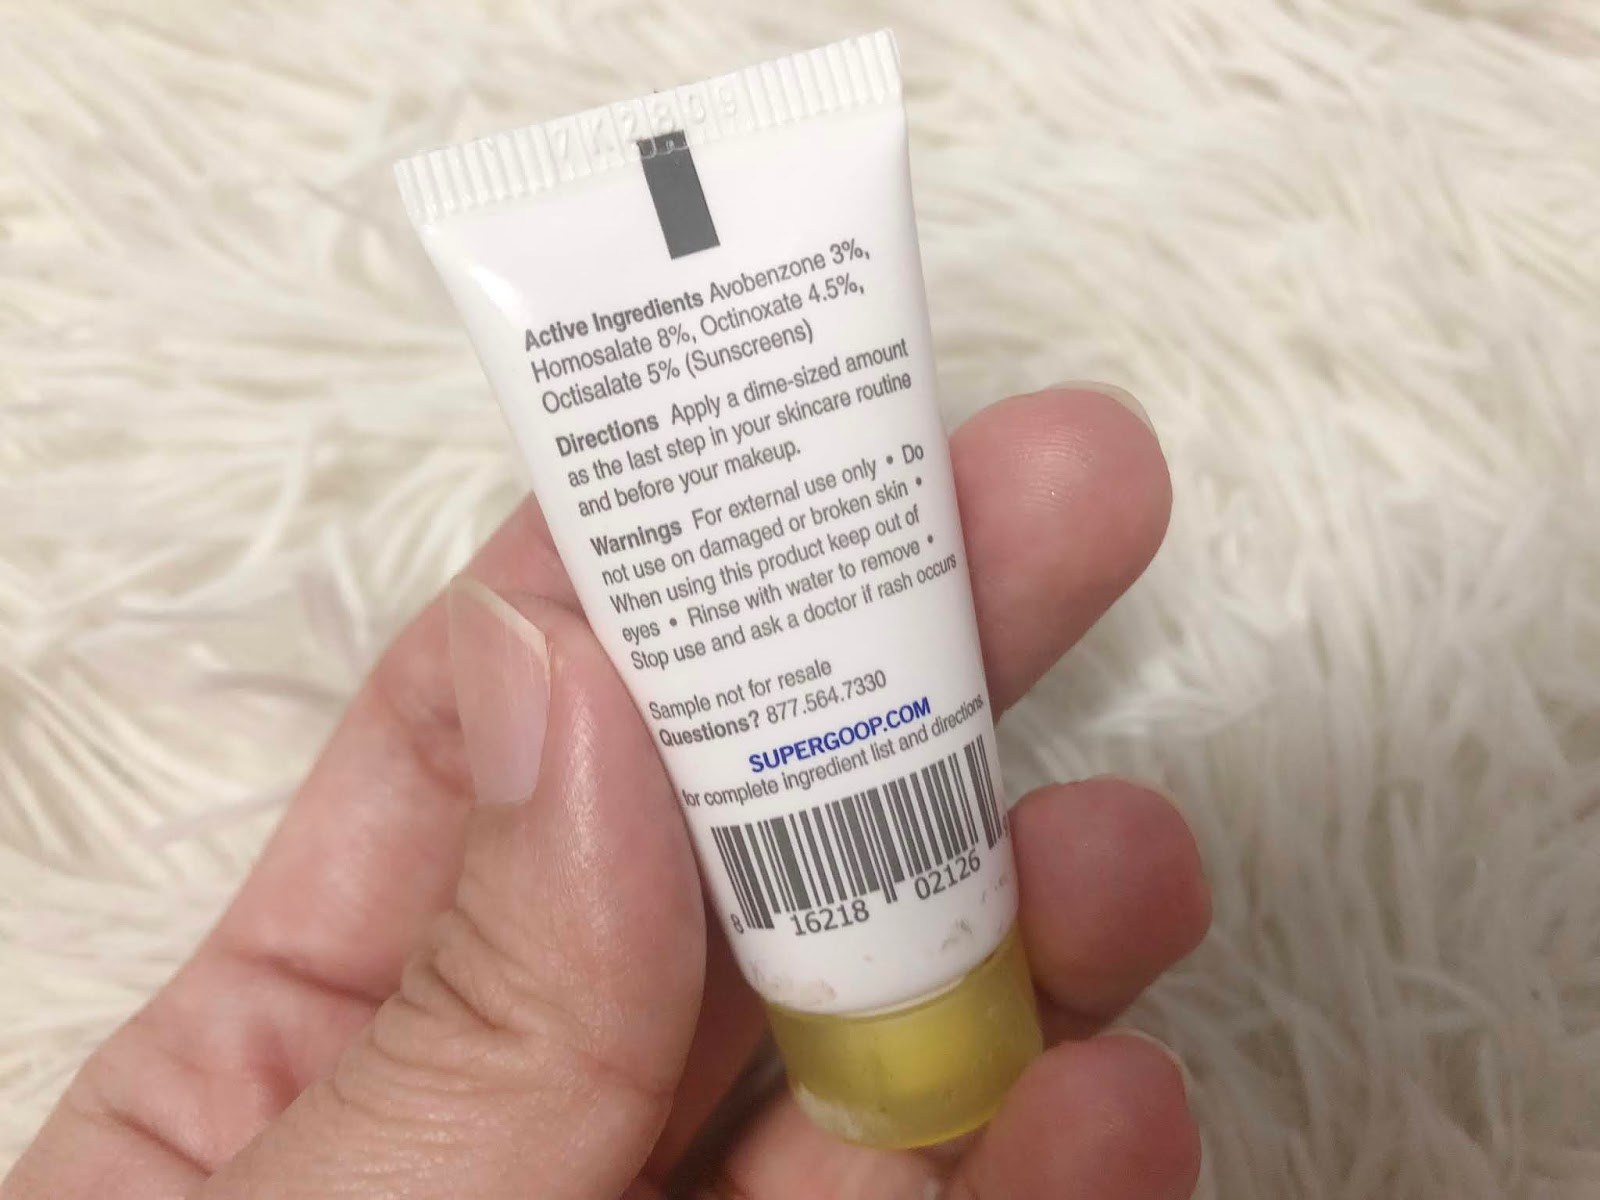 7K2809
Active Ingredients Avobenzone 3%,
Homosalate 8%, Octinoxate 4.5%,
Octisalate 5% (Sunscreens)
Directions Apply a dime-sized amount
as the last step in your skincare routine
and before your makeup.
Warnings For external use only • Do
not use on damaged or broken skin •
When using this product keep out of
eyes • Rinse with water to remove •
Stop use and ask a doctor if rash occurs
Sample not for resale
Questions? 877.564.7330
SUPERGOOP.COM
for complete ingredient list and directions
8 16218 02126